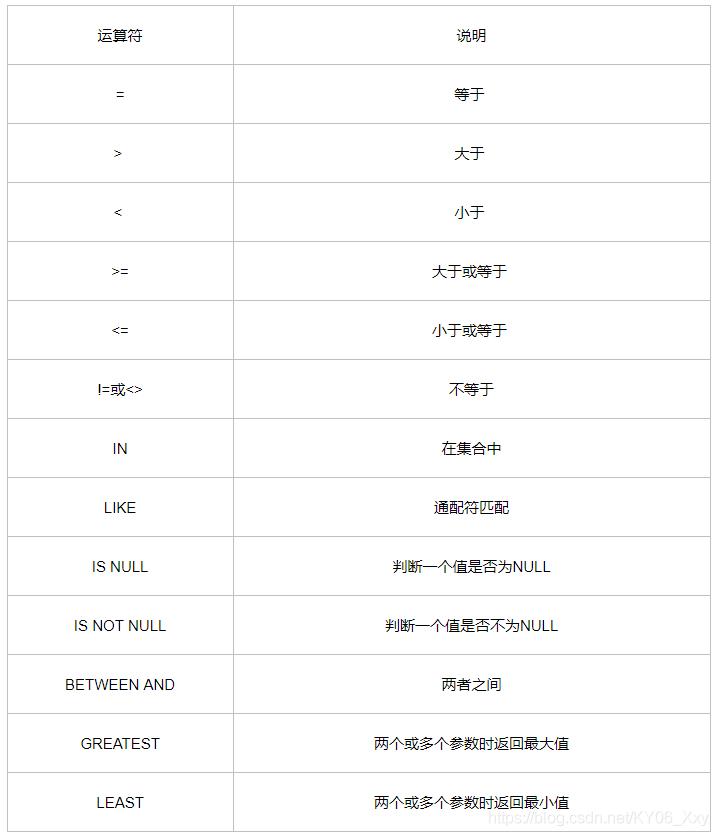 运算符 说明
= 等于
> 大于
< 小于
>= 大于或等于
<= 小于或等于
!=或<> 不等于
IN 在集合中
LIKE 通配符匹配
IS NULL 判断一个值是否为NULL
IS NOT NULL 判断一个值是否不为NULL
BETWEEN AND 两者之间
GREATEST 两个或多个参数时返回最大值
LEAST 两个或多个参数时返回最小值
https://blog.csdn.net/KY08_Xxy